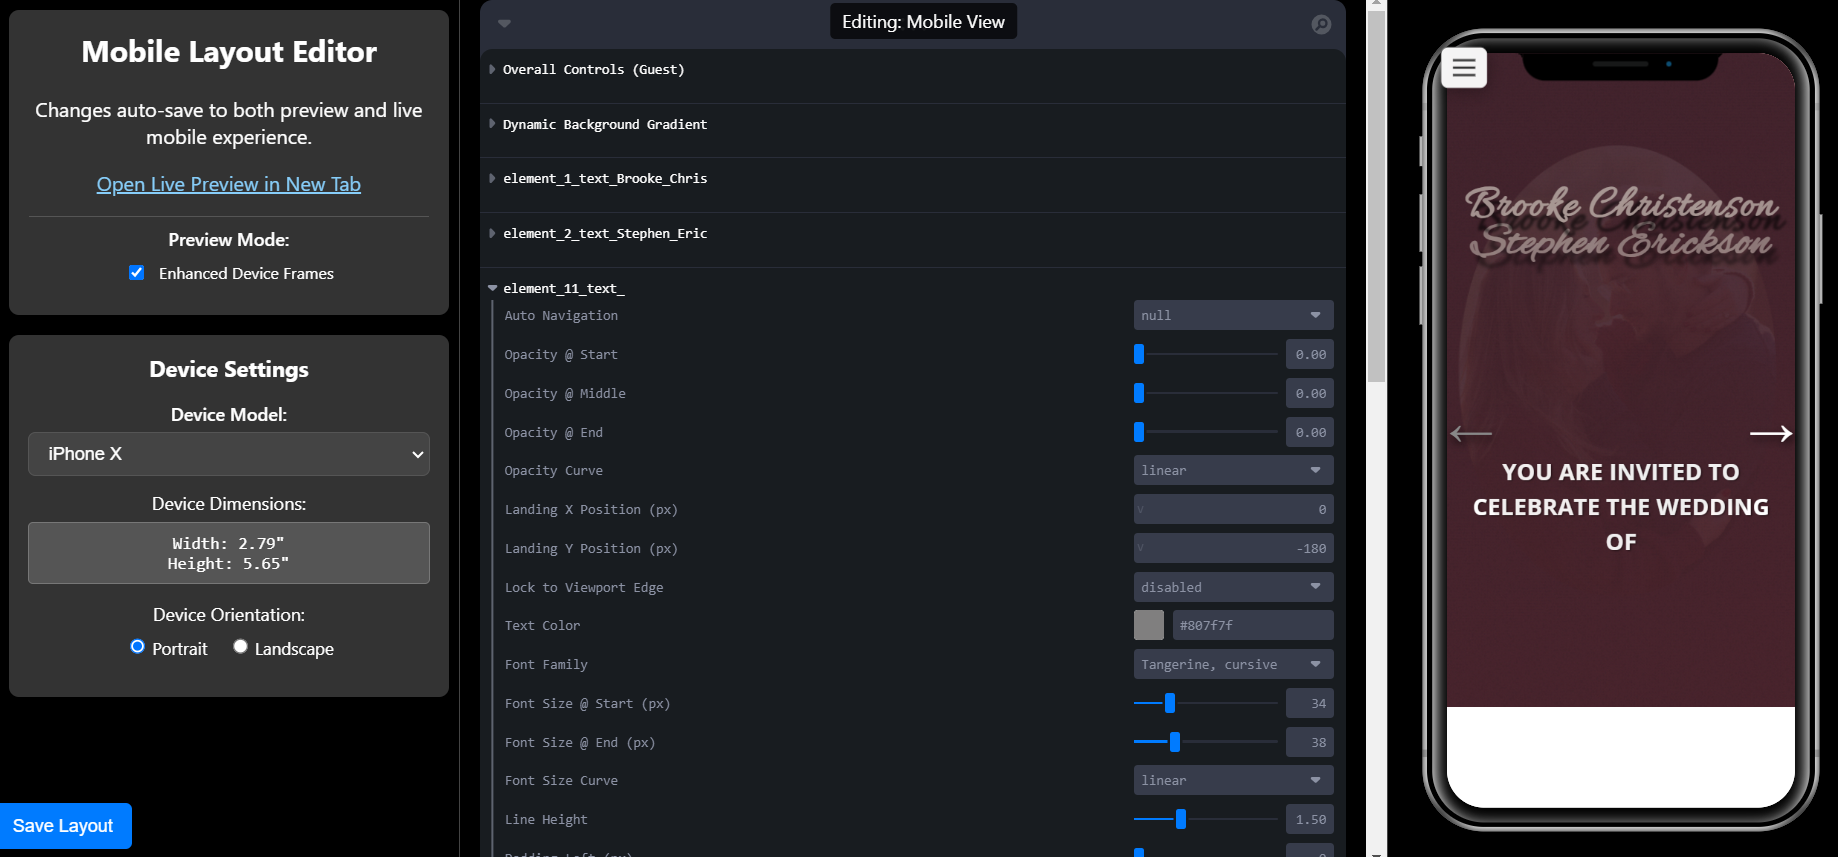 Mobile Layout Editor
Changes auto-save to both preview and live
mobile experience.
Open Live Preview in New Tab
Preview Mode:
Enhanced Device Frames
Device Settings
Device Model:
iPhone X
Device Dimensions:
Width: 2.79"
Height: 5.65"
Device Orientation:
Portrait Landscape
Save Layout
Editing: Mobile View
Overall Controls (Guest)
Dynamic Background Gradient
element_1_text_Brooke_Chris
element_2_text_Stephen_Eric
element_11_text_
Auto Navigation null
Opacity @ Start 0.00
Opacity @ Middle 0.00
Opacity @ End 0.00
Opacity Curve linear
Landing X Position (px) V 0
Landing Y Position (px) V -180
Lock to Viewport Edge disabled
Text Color #807f7f
Font Family Tangerine, cursive
Font Size @ Start (px) 34
Font Size @ End (px) 38
Font Size Curve linear
Line Height 1.50
Padding Left (px) 0
Brooke Christenson
Stephen Erickson
← →
YOU ARE INVITED TO
CELEBRATE THE WEDDING
OF